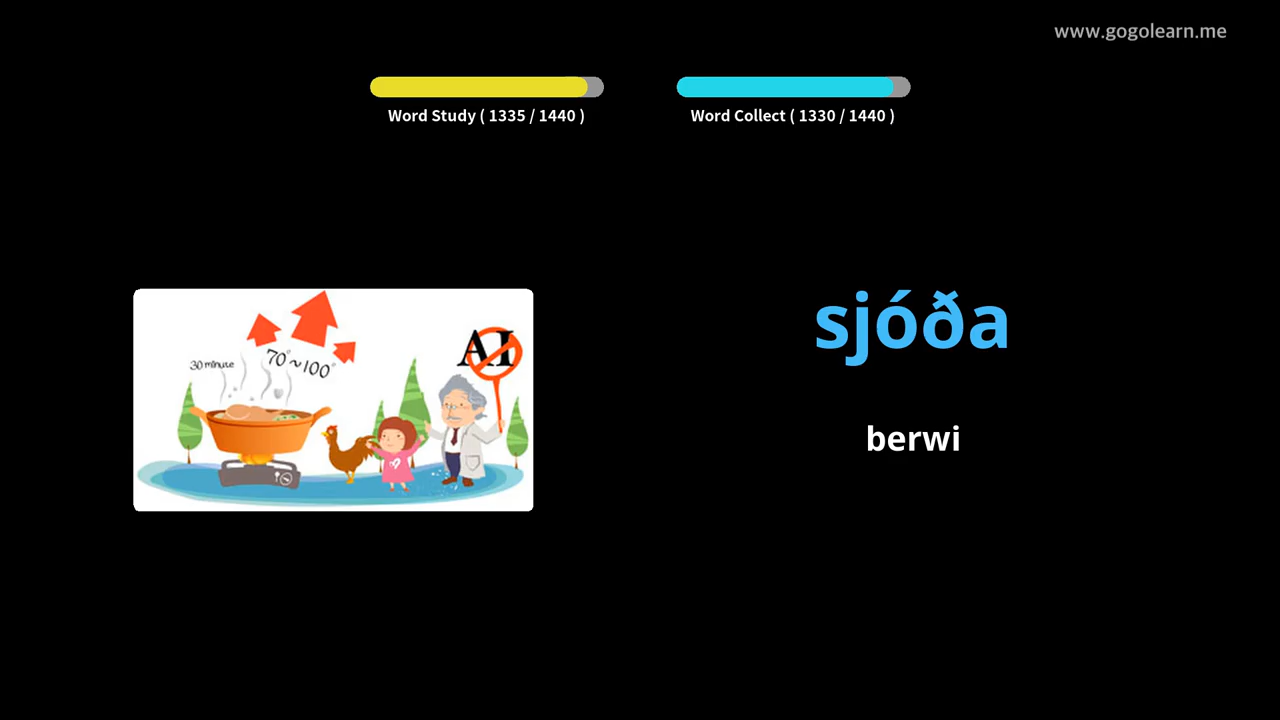 www.gogolearn.me
Word Study ( 1335 / 1440 )
Word Collect ( 1330 / 1440 )
30 minute
70°~100°
AI
sjóða
berwi